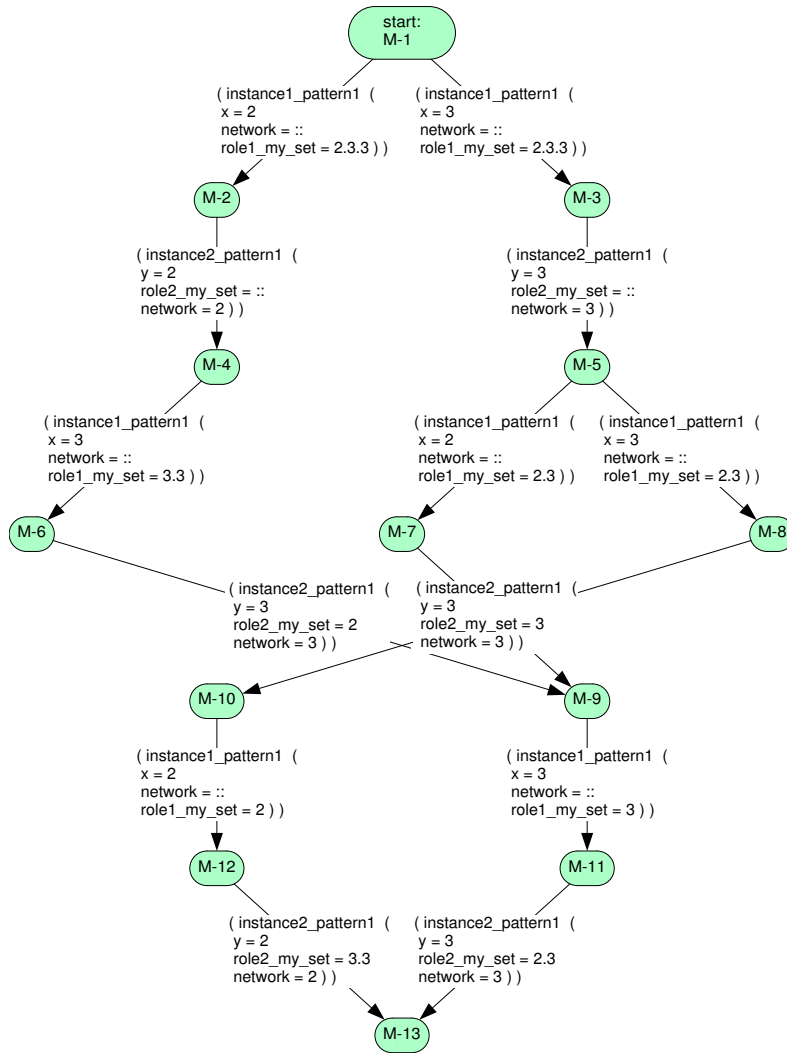 start:
M-1
( instance1_pattern1  (
x = 2
network = ::
role1_my_set = 2.3.3 ) )
( instance1_pattern1  (
x = 3
network = ::
role1_my_set = 2.3.3 ) )
M-2
M-3
( instance2_pattern1  (
y = 2
role2_my_set = ::
network = 2 ) )
( instance2_pattern1  (
y = 3
role2_my_set = ::
network = 3 ) )
M-4
M-5
( instance1_pattern1  (
x = 3
network = ::
role1_my_set = 3.3 ) )
( instance1_pattern1  (
x = 2
network = ::
role1_my_set = 2.3 ) )
( instance1_pattern1  (
x = 3
network = ::
role1_my_set = 2.3 ) )
M-6
M-7
M-8
( instance2_pattern1  (
y = 3
role2_my_set = 2
network = 3 ) )
( instance2_pattern1  (
y = 3
role2_my_set = 3
network = 3 ) )
M-10
M-9
( instance1_pattern1  (
x = 2
network = ::
role1_my_set = 2 ) )
( instance1_pattern1  (
x = 3
network = ::
role1_my_set = 3 ) )
M-12
M-11
( instance2_pattern1  (
y = 2
role2_my_set = 3.3
network = 2 ) )
( instance2_pattern1  (
y = 3
role2_my_set = 2.3
network = 3 ) )
M-13